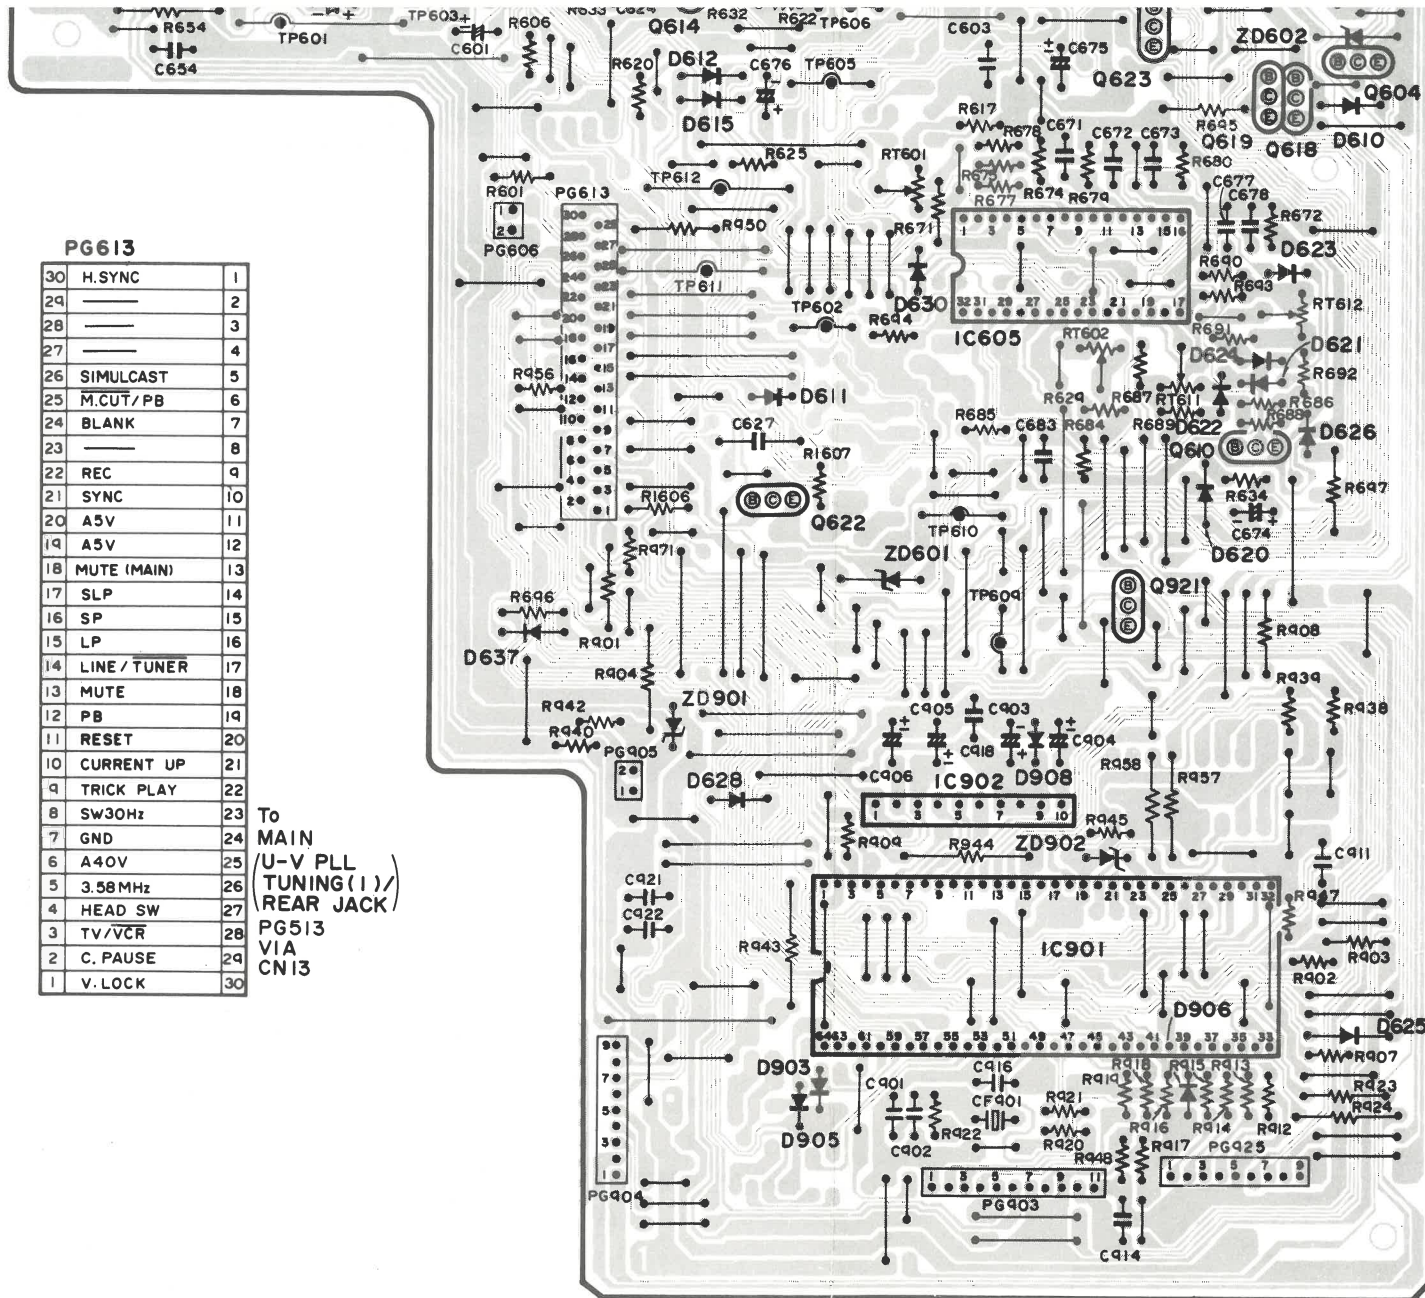 R654
C654
TP601
TP603
C601
R606
R633
C624
Q614
R632
R622
TP606
C603
C675
Q623
ZD602
Q604
D612
C676
TP605
R620
D615
R617
R678
C671
C672
C673
R695
Q619
Q618
D610
R625
RT601
R675
R674
R679
R680
R677
TP612
R601
PG613
PG606
R950
R671
C677
C678
R672
D623
R690
R693
TP611
TP602
D630
R694
IC605
RT602
R691
RT612
D624
D621
R692
R956
D611
R629
R687
RT611
R686
R688
C627
R1607
R685
C683
R684
R689
D622
Q610
D626
R1606
Q622
TP610
R634
C674
R697
D620
R971
ZD601
TP609
Q921
R696
R901
D637
R904
R908
ZD901
R942
R940
PG905
C905
C903
C918
C904
C906
IC902
D908
R939
R938
R958
R957
D628
R909
R944
ZD902
R945
C911
C921
C922
R943
IC901
R947
R903
R902
D906
D625
R907
D903
C901
C916
CF901
R921
R919
R918
R915
R913
R923
R924
D905
C902
R922
R920
R916
R914
R912
R948
R917
PG925
PG904
PG903
C914
PG613
30 H.SYNC 1
29 —— 2
28 —— 3
27 —— 4
26 SIMULCAST 5
25 M.CUT/PB 6
24 BLANK 7
23 —— 8
22 REC 9
21 SYNC 10
20 A5V 11
19 A5V 12
18 MUTE (MAIN) 13
17 SLP 14
16 SP 15
15 LP 16
14 LINE/TUNER 17
13 MUTE 18
12 PB 19
11 RESET 20
10 CURRENT UP 21
9 TRICK PLAY 22
8 SW30Hz 23
7 GND 24
6 A40V 25
5 3.58MHz 26
4 HEAD SW 27
3 TV/VCR 28
2 C. PAUSE 29
1 V. LOCK 30
To
MAIN
(U-V PLL
TUNING(1)/
REAR JACK)
PG513
VIA
CN13